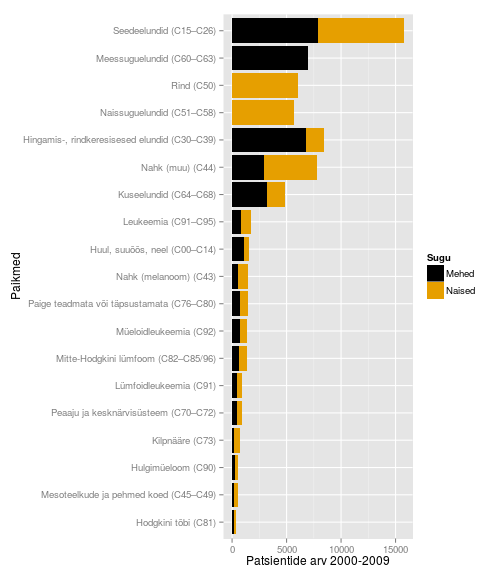 Seedeelundid (C15–C26)
Meessuguelundid (C60–C63)
Rind (C50)
Naissuguelundid (C51–C58)
Hingamis-, rindkeresisesed elundid (C30–C39)
Nahk (muu) (C44)
Kuseelundid (C64–C68)
Leukeemia (C91–C95)
Huul, suuõõs, neel (C00–C14)
Nahk (melanoom) (C43)
Paige teadmata või täpsustamata (C76–C80)
Müeloidleukeemia (C92)
Mitte-Hodgkini lümfoom (C82–C85/96)
Lümfoidleukeemia (C91)
Peaaju ja kesknärvisüsteem (C70–C72)
Kilpnääre (C73)
Hulgimüeloom (C90)
Mesoteelkude ja pehmed koed (C45–C49)
Hodgkini tõbi (C81)
Paikmed
0 5000 10000 15000
Patsientide arv 2000-2009
Sugu
Mehed
Naised